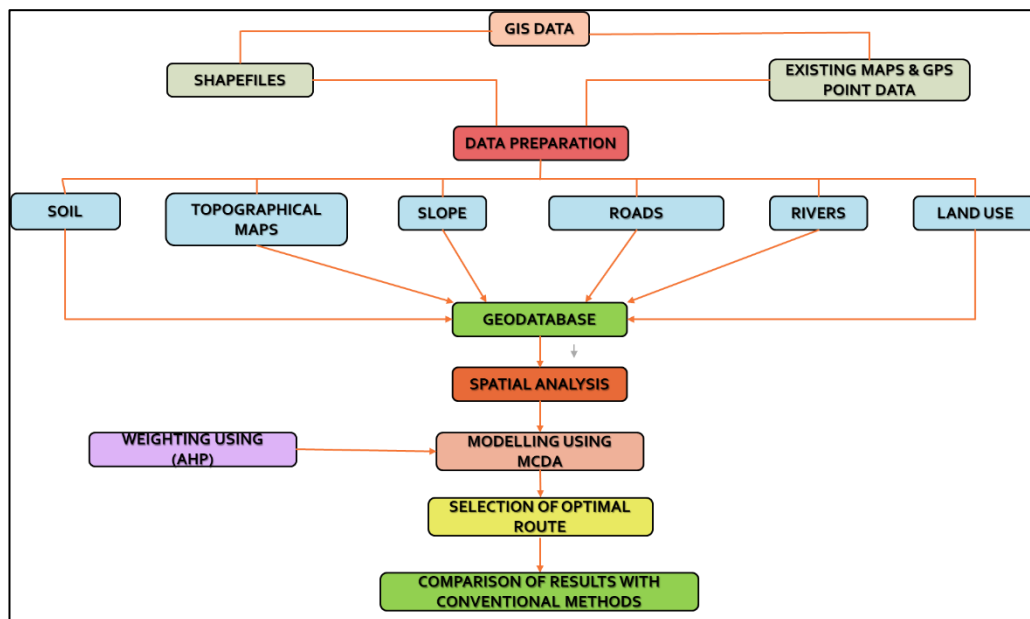 GIS DATA
SHAPEFILES
EXISTING MAPS & GPS
POINT DATA
DATA PREPARATION
SOIL
TOPOGRAPHICAL
MAPS
SLOPE
ROADS
RIVERS
LAND USE
GEODATABASE
SPATIAL ANALYSIS
WEIGHTING USING
(AHP)
MODELLING USING
MCDA
SELECTION OF OPTIMAL
ROUTE
COMPARISON OF RESULTS WITH
CONVENTIONAL METHODS